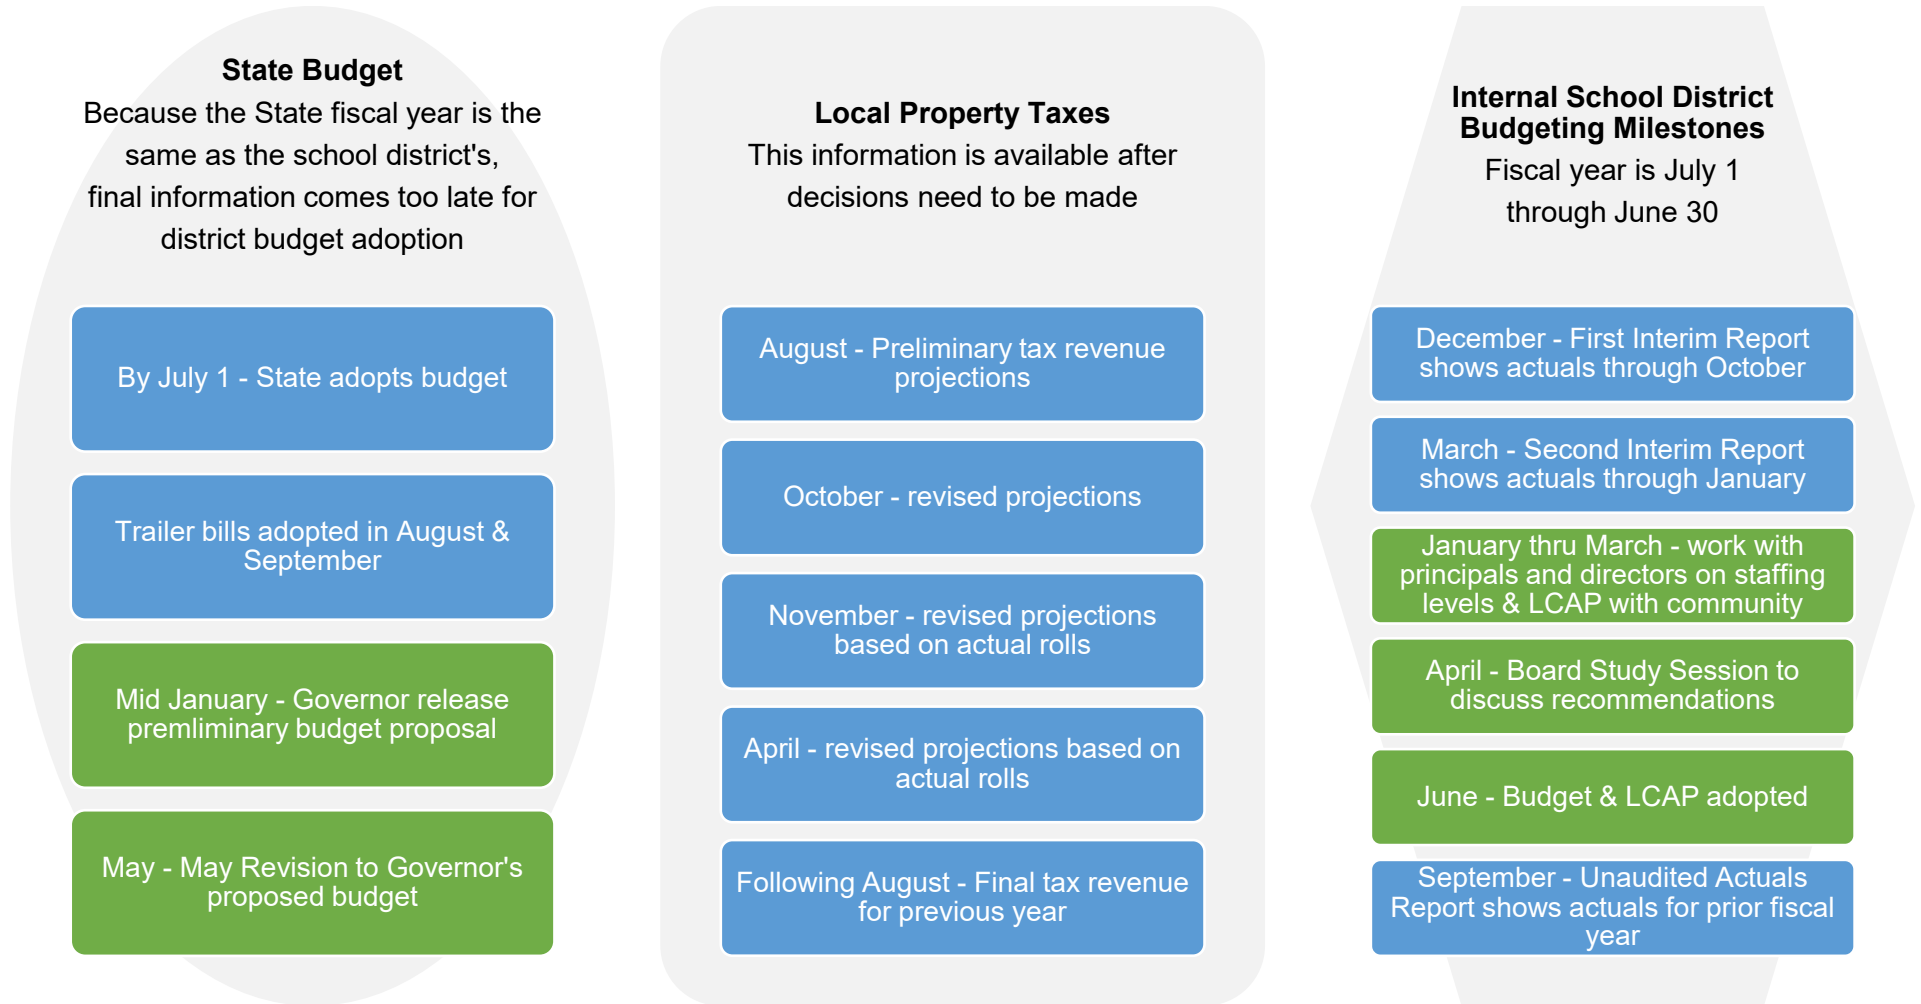 State Budget
Because the State fiscal year is the
same as the school district's,
final information comes too late for
district budget adoption
By July 1 - State adopts budget
Trailer bills adopted in August &
September
Mid January - Governor release
premliminary budget proposal
May - May Revision to Governor's
proposed budget
Local Property Taxes
This information is available after
decisions need to be made
August - Preliminary tax revenue
projections
October - revised projections
November - revised projections
based on actual rolls
April - revised projections based on
actual rolls
Following August - Final tax revenue
for previous year
Internal School District
Budgeting Milestones
Fiscal year is July 1
through June 30
December - First Interim Report
shows actuals through October
March - Second Interim Report
shows actuals through January
January thru March - work with
principals and directors on staffing
levels & LCAP with community
April - Board Study Session to
discuss recommendations
June - Budget & LCAP adopted
September - Unaudited Actuals
Report shows actuals for prior fiscal
year